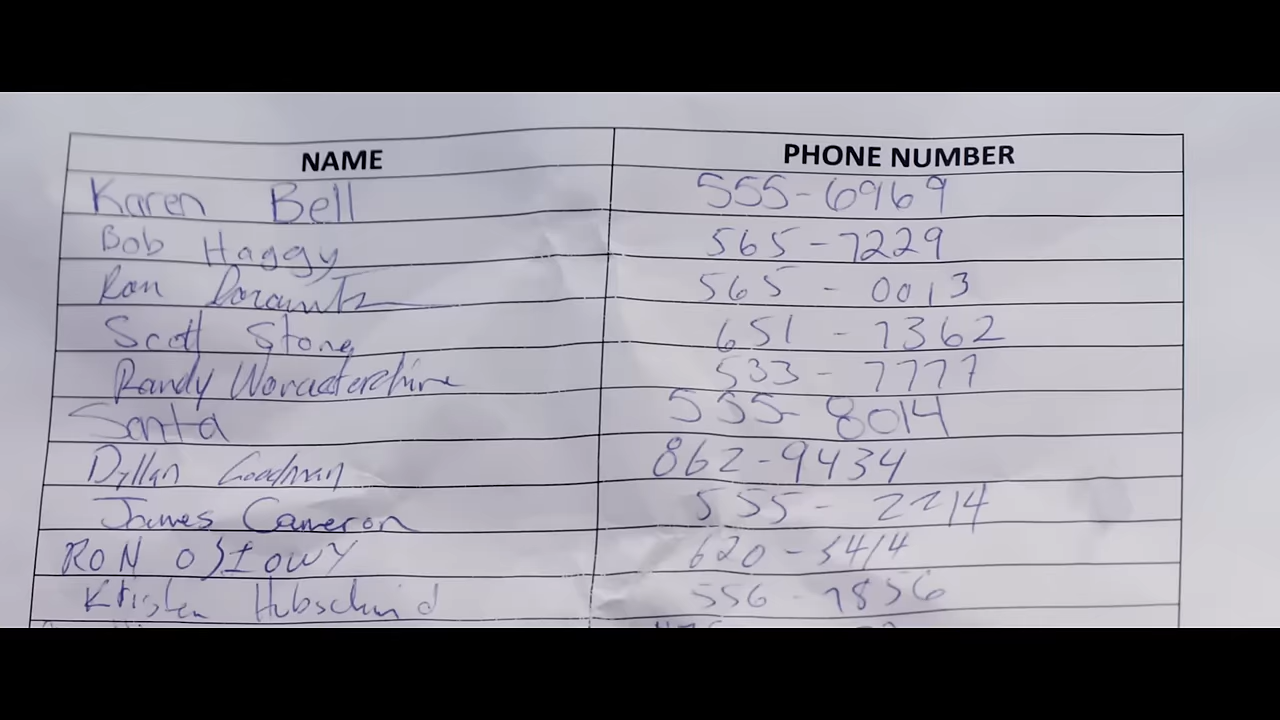 NAME PHONE NUMBER
Karen Bell 555-6969
Bob Haggy 565-7229
Ron 565-0013
Scott Stone 651-7362
Randy Worcestershire 533-7777
Santa 555-8014
Dyllan Goodman 862-9434
James Cameron 555-2214
RON 620-5414
Kristen Hubschmid 556-7856